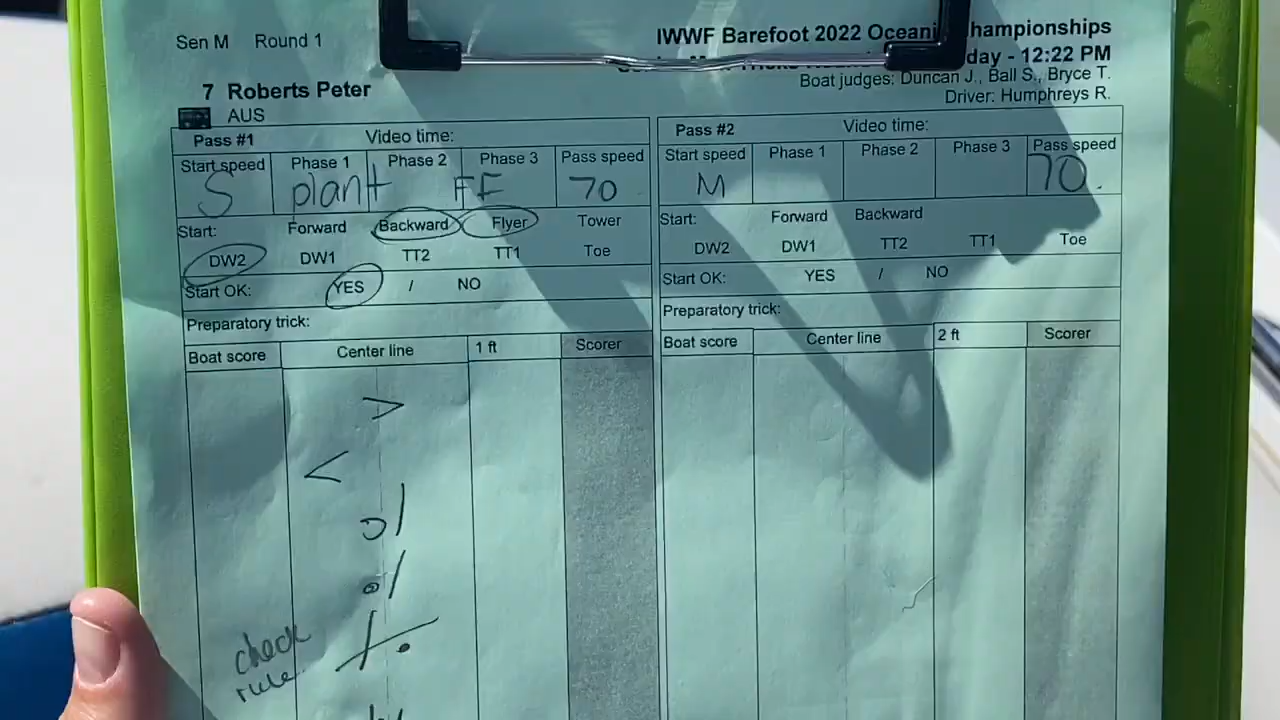 Sen M Round 1
IWWF Barefoot 2022 Oceani hampionships
day - 12:22 PM
7 Roberts Peter
Boat judges: Duncan J., Ball S., Bryce T.
AUS
Driver: Humphreys R.
Pass #1 Video time:
Start speed Phase 1 Phase 2 Phase 3 Pass speed
S plant FF 70
Start: Forward Backward Flyer Tower
DW2 DW1 TT2 TT1 Toe
Start OK: YES / NO
Preparatory trick:
Boat score Center line 1 ft Scorer
>
<
check
rule
Pass #2 Video time:
Start speed Phase 1 Phase 2 Phase 3 Pass speed
M 70.
Start: Forward Backward
DW2 DW1 TT2 TT1 Toe
Start OK: YES / NO
Preparatory trick:
Boat score Center line 2 ft Scorer